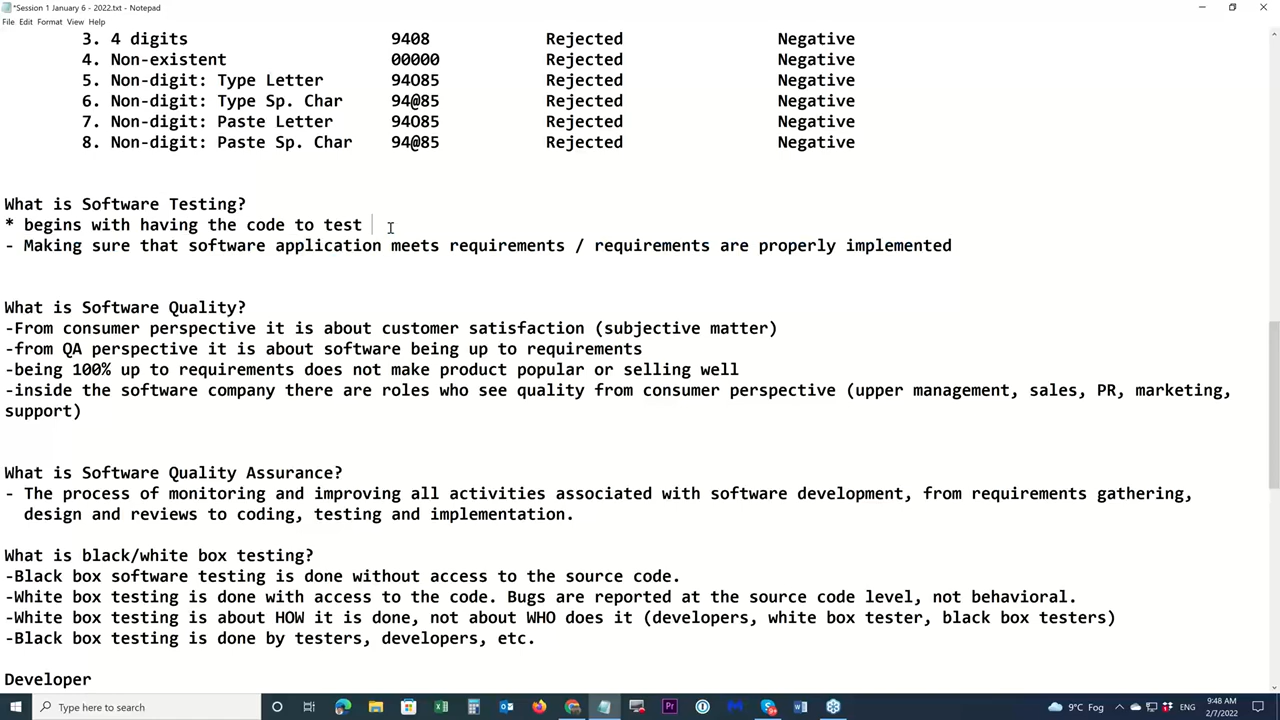 *Session 1 January 6 - 2022.txt - Notepad
File Edit Format View Help
3. 4 digits 9408 Rejected Negative
4. Non-existent 00000 Rejected Negative
5. Non-digit: Type Letter 94O85 Rejected Negative
6. Non-digit: Type Sp. Char 94@85 Rejected Negative
7. Non-digit: Paste Letter 94O85 Rejected Negative
8. Non-digit: Paste Sp. Char 94@85 Rejected Negative
What is Software Testing?
* begins with having the code to test
- Making sure that software application meets requirements / requirements are properly implemented
What is Software Quality?
-From consumer perspective it is about customer satisfaction (subjective matter)
-from QA perspective it is about software being up to requirements
-being 100% up to requirements does not make product popular or selling well
-inside the software company there are roles who see quality from consumer perspective (upper management, sales, PR, marketing,
support)
What is Software Quality Assurance?
- The process of monitoring and improving all activities associated with software development, from requirements gathering,
design and reviews to coding, testing and implementation.
What is black/white box testing?
-Black box software testing is done without access to the source code.
-White box testing is done with access to the code. Bugs are reported at the source code level, not behavioral.
-White box testing is about HOW it is done, not about WHO does it (developers, white box tester, black box testers)
-Black box testing is done by testers, developers, etc.
Developer
Type here to search
9°C Fog
ENG
9:48 AM
2/7/2022